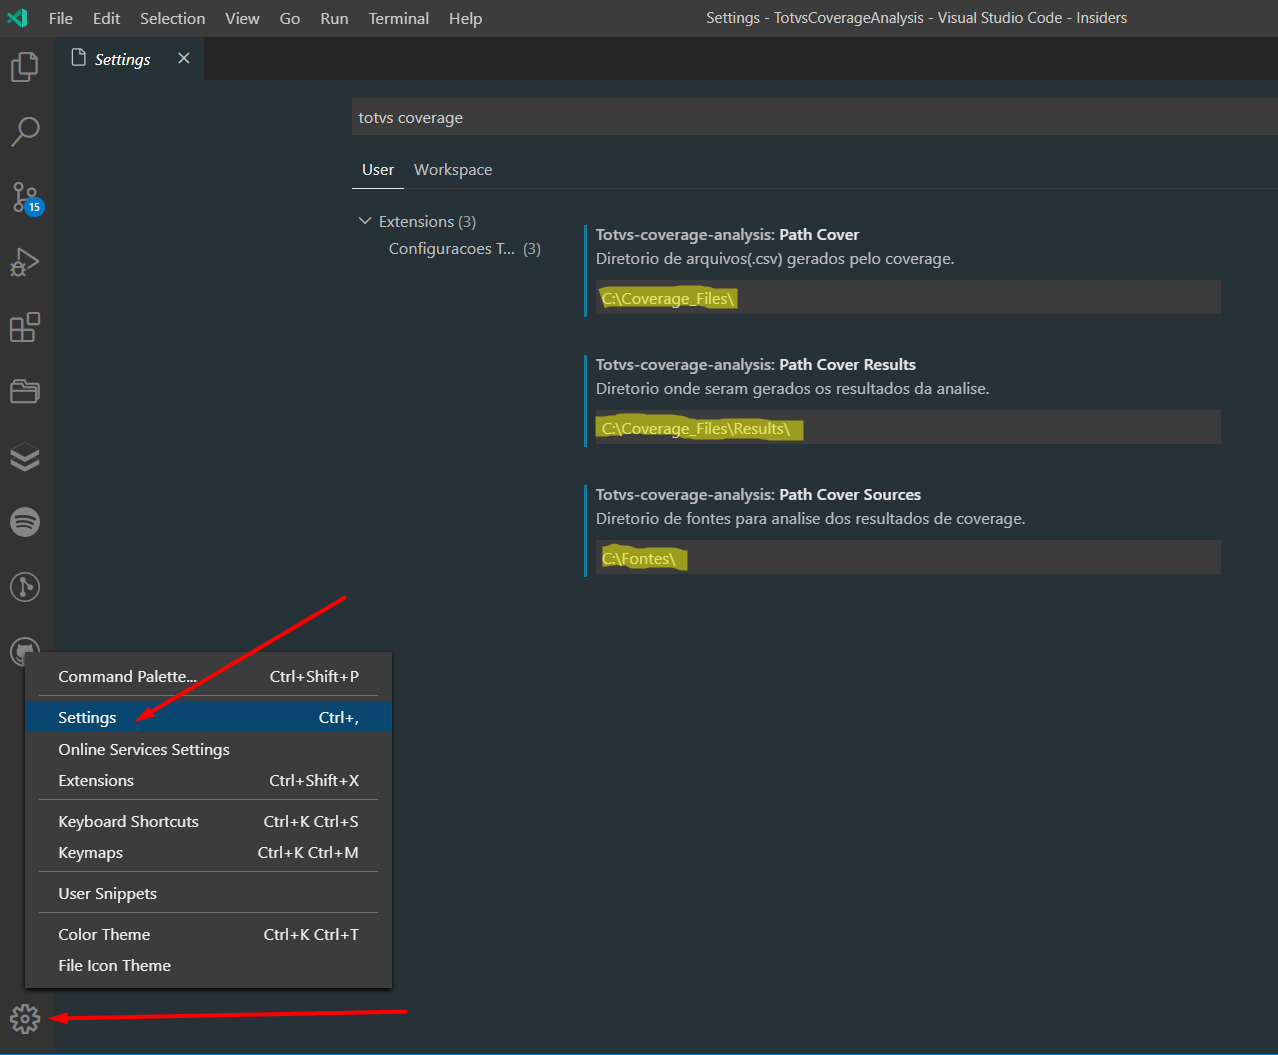 File Edit Selection View Go Run Terminal Help Settings - TotvsCoverageAnalysis - Visual Studio Code - Insiders
Settings
totvs coverage
User Workspace
15
Extensions (3)
Configuracoes T... (3)
Totvs-coverage-analysis: Path Cover
Diretorio de arquivos(.csv) gerados pelo coverage.
C:\Coverage_Files\
Totvs-coverage-analysis: Path Cover Results
Diretorio onde seram gerados os resultados da analise.
C:\Coverage_Files\Results\
Totvs-coverage-analysis: Path Cover Sources
Diretorio de fontes para analise dos resultados de coverage.
C:\Fontes\
Command Palette... Ctrl+Shift+P
Settings Ctrl+,
Online Services Settings
Extensions Ctrl+Shift+X
Keyboard Shortcuts Ctrl+K Ctrl+S
Keymaps Ctrl+K Ctrl+M
User Snippets
Color Theme Ctrl+K Ctrl+T
File Icon Theme